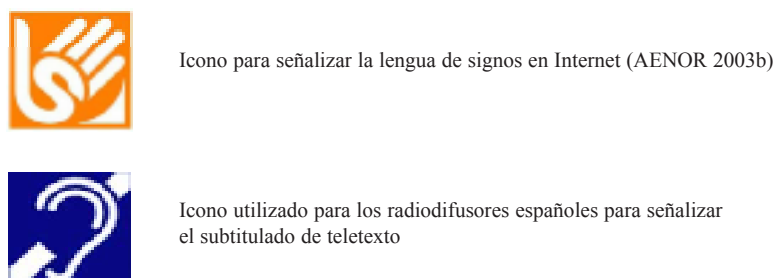 Icono para señalizar la lengua de signos en Internet (AENOR 2003b)
Icono utilizado para los radiodifusores españoles para señalizar
el subtitulado de teletexto